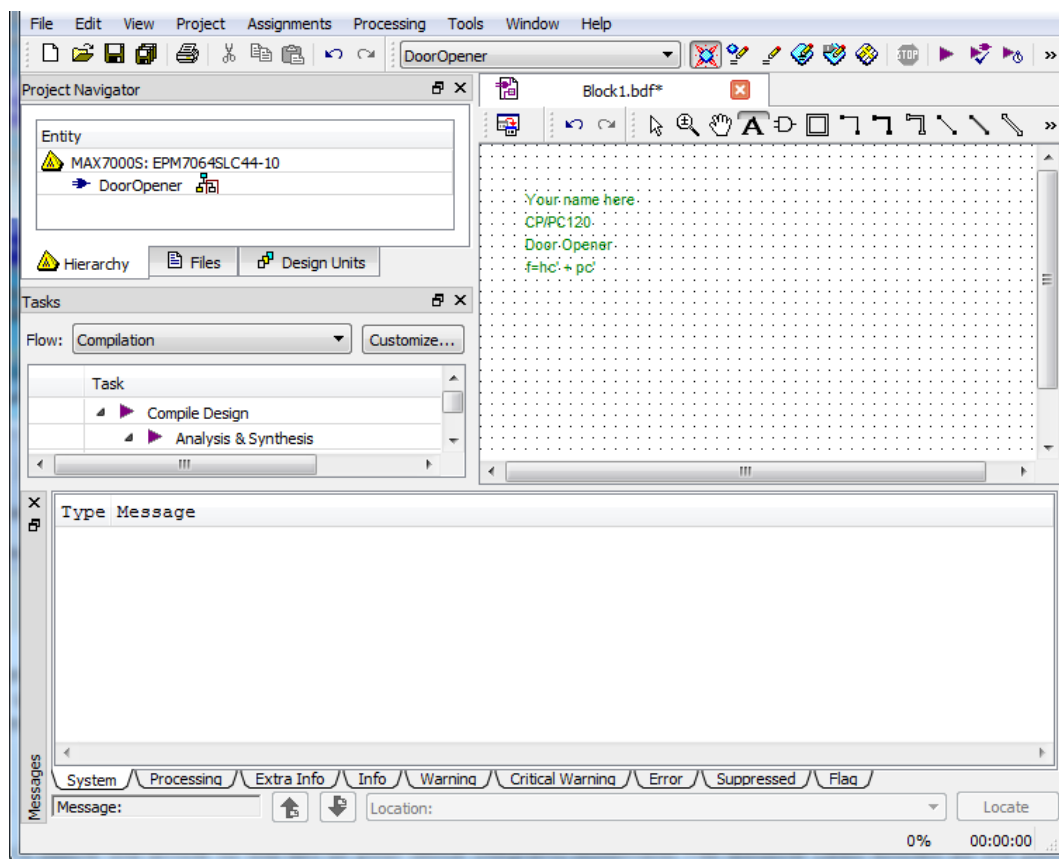 File Edit View Project Assignments Processing Tools Window Help
DoorOpener
STOP
»
Project Navigator
Entity
MAX7000S: EPM7064SLC44-10
DoorOpener
Hierarchy Files Design Units
Tasks
Flow: Compilation Customize...
Task
Compile Design
Analysis & Synthesis
Block1.bdf*
A »
Your name here
CP/PC120
Door Opener
f=hc' + pc'
Type Message
System Processing Extra Info Info Warning Critical Warning Error Suppressed Flag
Messages
Message: Location: Locate
0% 00:00:00